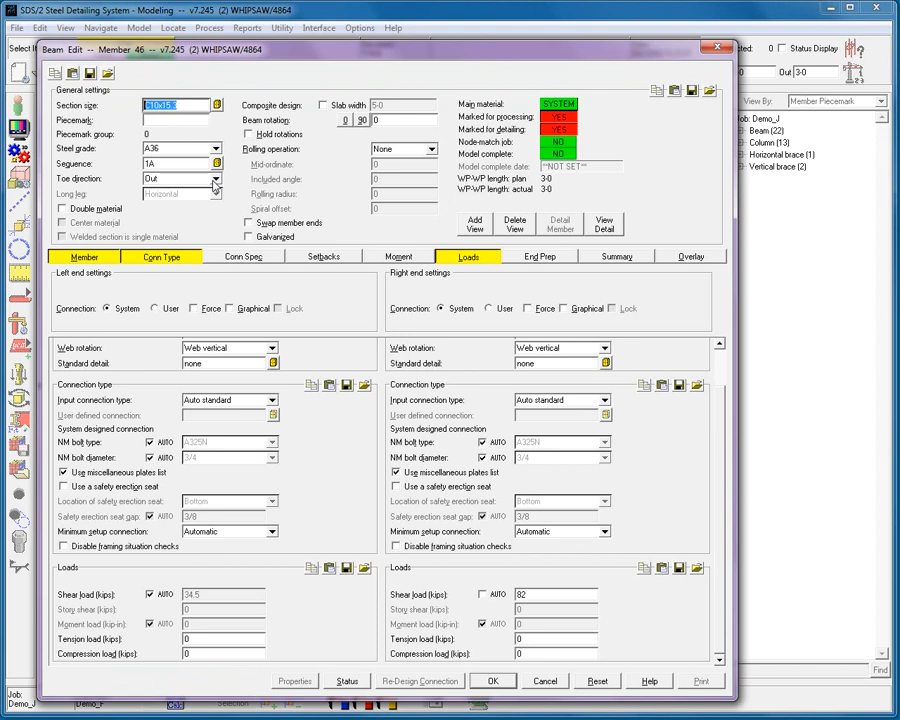 SDS/2 Steel Detailing System - Modeling -- v7.245 WHIPSAW/4864
File Edit View Navigate Locate Process Reports Utility Interface Options Help
Beam Edit -- Member 46 -- v7.245 (2) WHIPSAW/4864
Select It
0 Status Display
3-0 Out 3-0
View By: Member Piecemark
Job: Demo_J
Beam (22)
Column (13)
Horizontal brace (1)
Vertical brace (2)
General settings
Section size: C10x15.3
Piecemark:
Piecemark group: 0
Steel grade: A36
Sequence: 1A
Toe direction: Out
Long leg: Horizontal
Double material
Center material
Welded section is single material
Composite design: Slab width 5-0
Beam rotation: 0 90 0
Hold rotations
Rolling operation: None
Mid-ordinate: 0
Included angle: 0
Rolling radius: 0
Spiral offset: 0
Swap member ends
Galvanized
Main material: SYSTEM
Marked for processing: YES
Marked for detailing: YES
Node-match job: NO
Model complete: NO
Model complete date: **NOT SET**
WP-WP length: plan 3-0
WP-WP length: actual 3-0
Add View
Delete View
Detail Member
View Detail
Member Conn Type Conn Spec Setbacks Moment Loads End Prep Summary Overlay
Left end settings
Connection: System User Force Graphical Lock
Right end settings
Connection: System User Force Graphical Lock
Web rotation: Web vertical
Standard detail: none
Connection type
Input connection type: Auto standard
User defined connection:
System designed connection
NM bolt type: AUTO A325N
NM bolt diameter: AUTO 3/4
Use miscellaneous plates list
Use a safety erection seat
Location of safety erection seat: Bottom
Safety erection seat gap: AUTO 3/8
Minimum setup connection: Automatic
Disable framing situation checks
Loads
Shear load (kips): AUTO 34.5
Story shear (kips): 0
Moment load (kip-in): AUTO 0
Tension load (kips): 0
Compression load (kips): 0
Web rotation: Web vertical
Standard detail: none
Connection type
Input connection type: Auto standard
User defined connection:
System designed connection
NM bolt type: AUTO A325N
NM bolt diameter: AUTO 3/4
Use miscellaneous plates list
Use a safety erection seat
Location of safety erection seat: Bottom
Safety erection seat gap: AUTO 3/8
Minimum setup connection: Automatic
Disable framing situation checks
Loads
Shear load (kips): AUTO 82
Story shear (kips): 0
Moment load (kip-in): AUTO 0
Tension load (kips): 0
Compression load (kips): 0
Properties Status Re-Design Connection OK Cancel Reset Help Print
Find
Job:
Demo_J
Demo_F